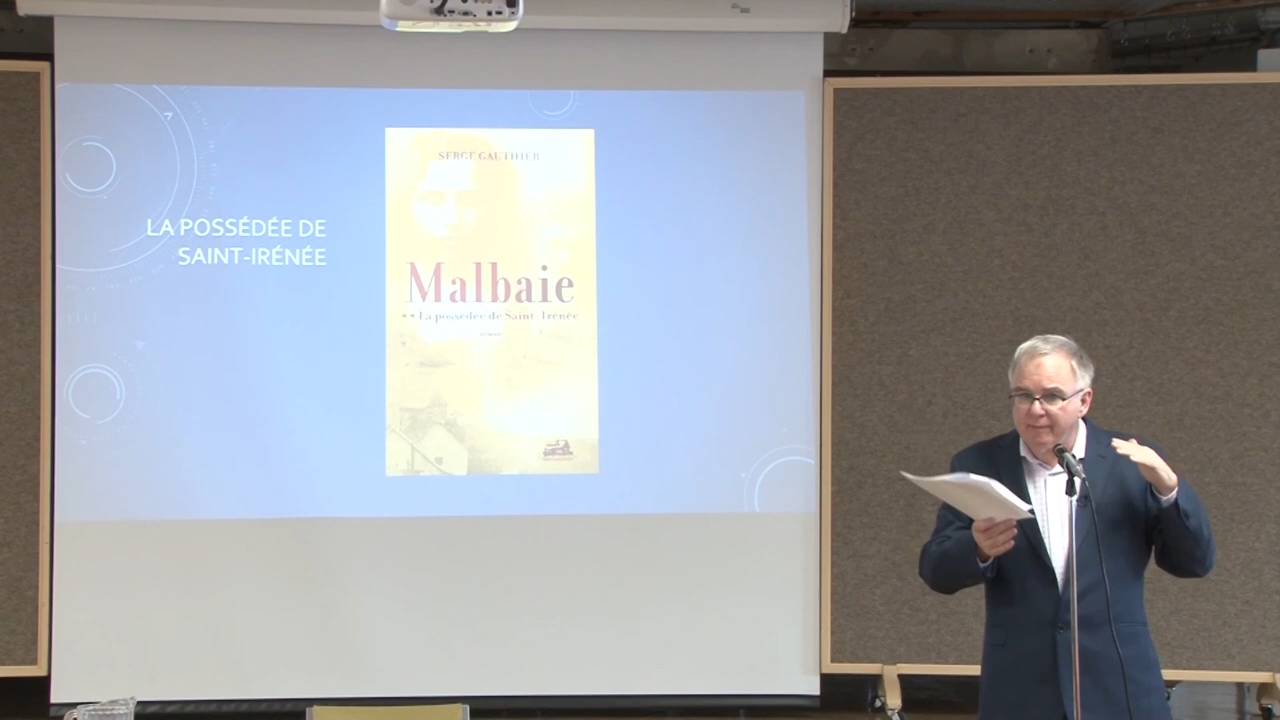 LA POSSÉDÉE DE
SAINT-IRÉNÉE
SERGE GAUTHIER
Malbaie
** La possédée de Saint-Irénée